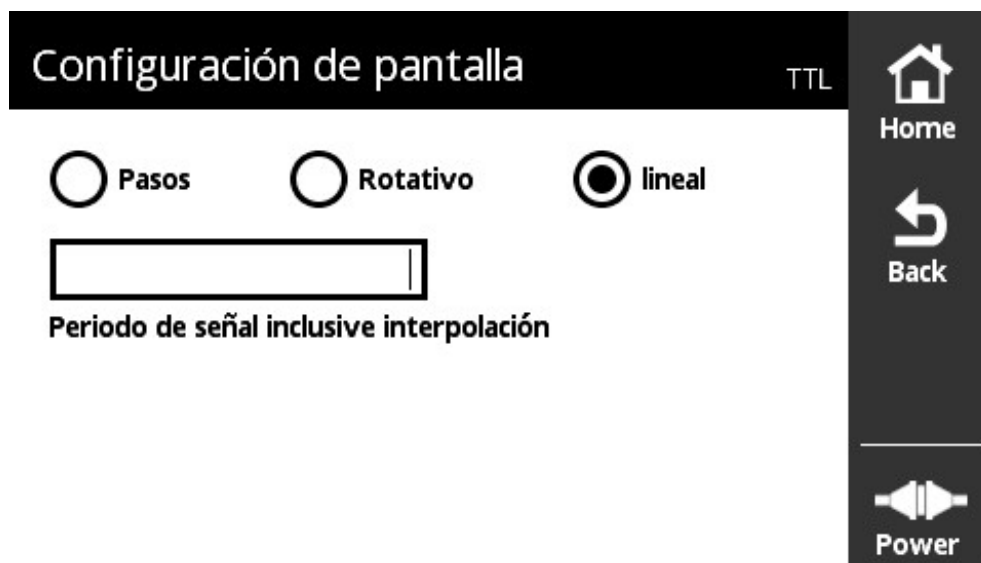 Configuración de pantalla
TTL
Home
Pasos
Rotativo
lineal
Back
Periodo de señal inclusive interpolación
Power